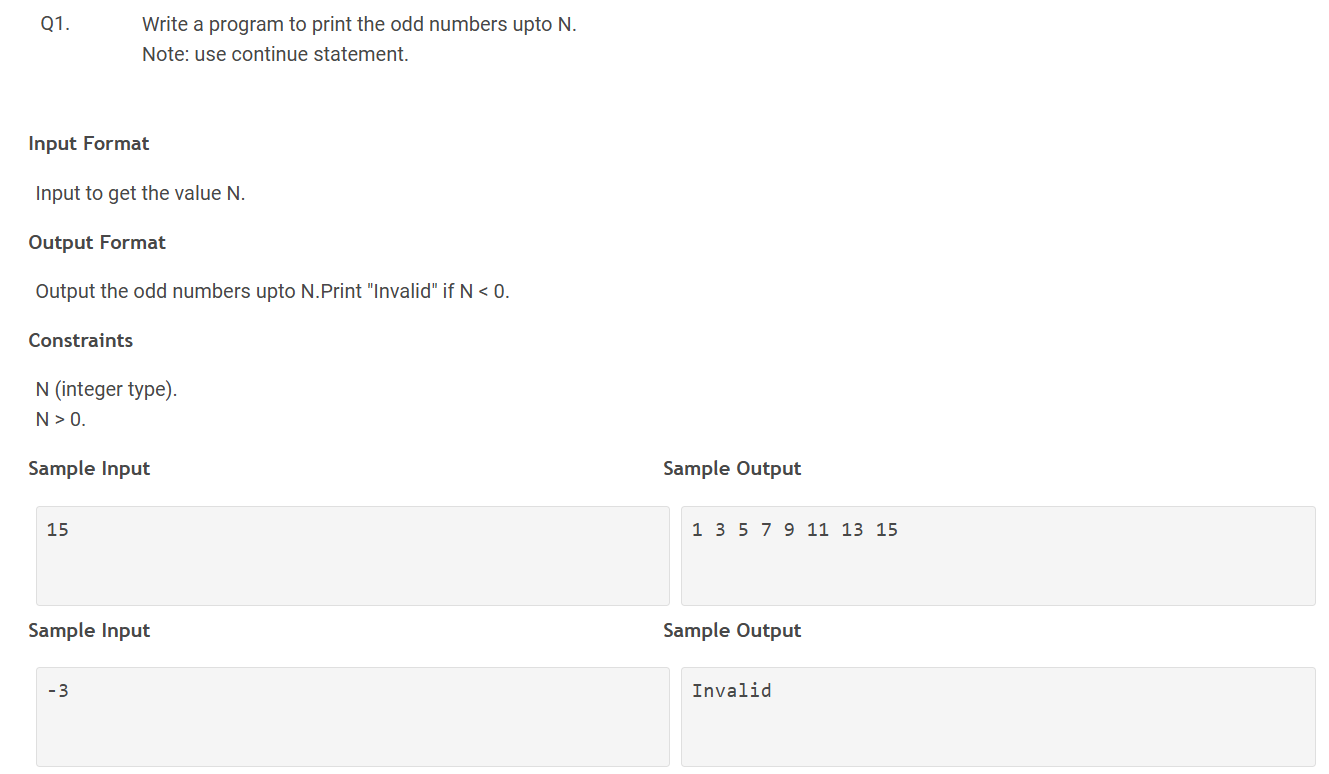 Q1. Write a program to print the odd numbers upto N.
Note: use continue statement.
Input Format
Input to get the value N.
Output Format
Output the odd numbers upto N.Print "Invalid" if N < 0.
Constraints
N (integer type).
N > 0.
Sample Input Sample Output
15 1 3 5 7 9 11 13 15
Sample Input Sample Output
-3 Invalid